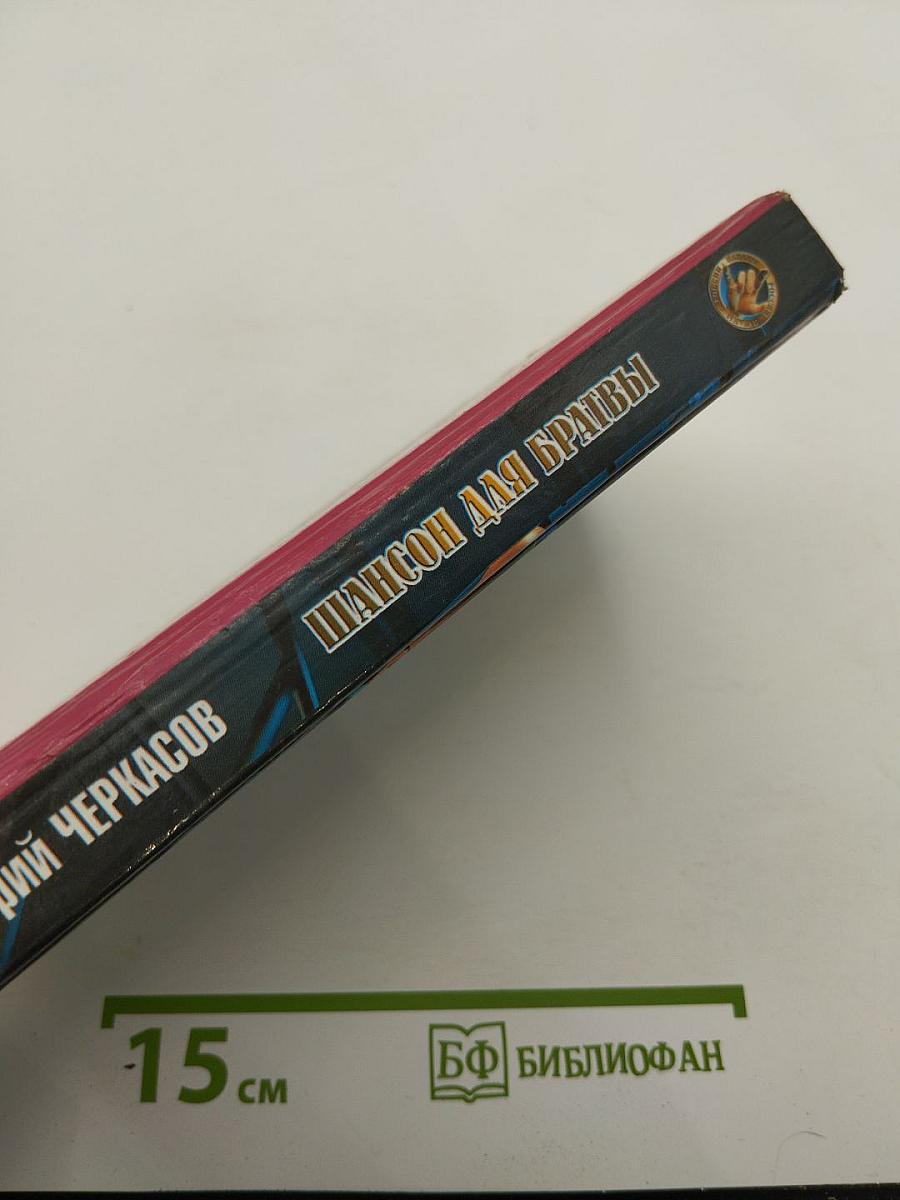 рий ЧЕРКАСОВ
ШАНСОН ДЛЯ БРАТВЫ
15 см
БФ БИБЛИОФАН